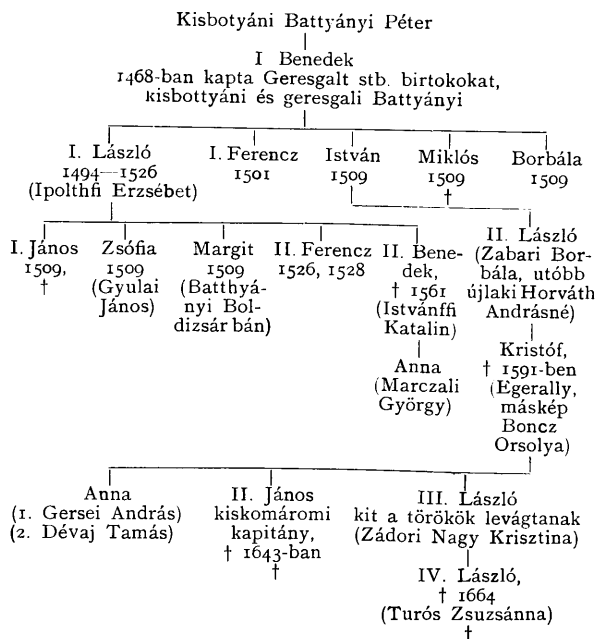 Kisbotyáni Battyányi Péter
I Benedek
1468-ban kapta Geresgalt stb. birtokokat,
kisbottyáni és geresgali Battyányi
I. László
1494—1526
(Ipolthfi Erzsébet)
I. Ferencz
1501
István
1509
Miklós
1509
†
Borbála
1509
I. János
1509,
†
Zsófia
1509
(Gyulai
János)
Margit
1509
(Batthyá-
nyi Bol-
dizsár bán)
II. Ferencz
1526, 1528
II. Bene-
dek,
† 1561
(Istvánffi
Katalin)
Anna
(Marczali
György)
II. László
(Zabari Bor-
bála, utóbb
újlaki Horváth
Andrásné)
Kristóf,
† 1591-ben
(Egerally,
máskép
Boncz
Orsolya)
Anna
(1. Gersei András)
(2. Dévaj Tamás)
II. János
kiskomáromi
kapitány,
† 1643-ban
†
III. László
kit a törökök levágtanak
(Zádori Nagy Krisztina)
IV. László,
† 1664
(Turós Zsuzsánna)
†